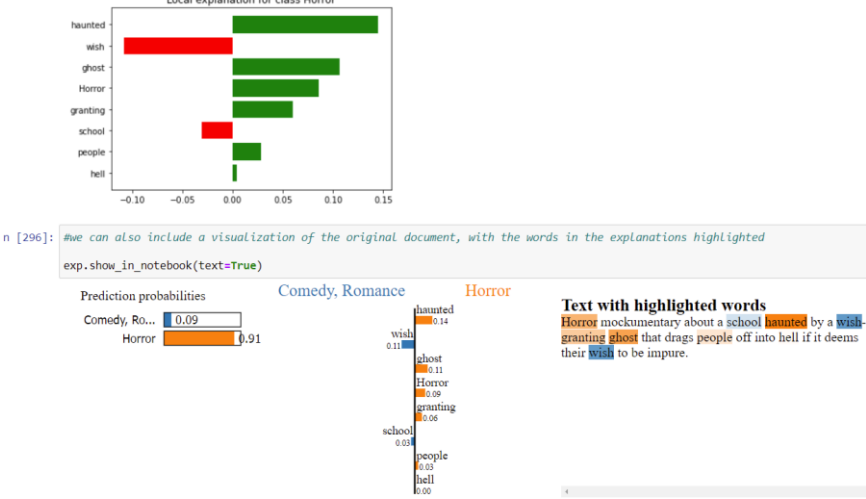 Local explanation for class Horror
haunted
wish
ghost
Horror
granting
school
people
hell
−0.10 −0.05 0.00 0.05 0.10 0.15
n [296]: #we can also include a visualization of the original document, with the words in the explanations highlighted
exp.show_in_notebook(text=True)
Prediction probabilities
Comedy, Ro... 0.09
Horror 0.91
Comedy, Romance Horror
haunted
0.14
wish
0.11
ghost
0.11
Horror
0.09
granting
0.06
school
0.03
people
0.03
hell
0.00
Text with highlighted words
Horror mockumentary about a school haunted by a wish-
granting ghost that drags people off into hell if it deems
their wish to be impure.